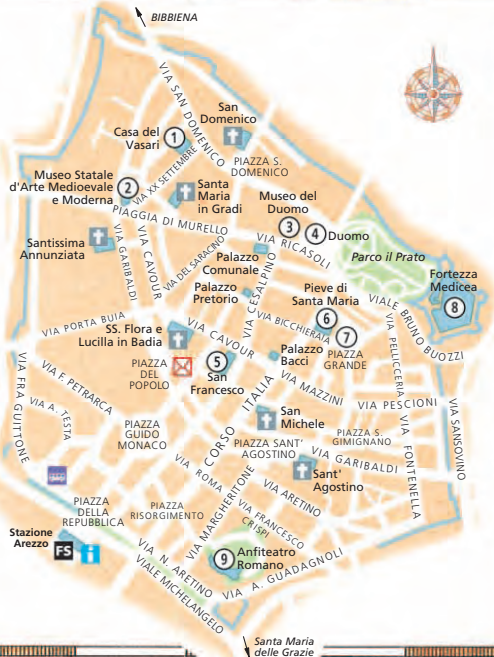 BIBBIENA
VIA SAN DOMENICO
San
Domenico
Casa del
Vasari
1
PIAZZA S.
DOMENICO
Museo Statale
d'Arte Medioevale
e Moderna
2
VIA XX SETTEMBRE
Santa
Maria
in Gradi
Museo del
Duomo
3
4
Duomo
PIAGGIA DI MURELLO
VIA RICASOLI
Parco il Prato
Santissima
Annunziata
VIA GARIBALDI
VIA CAVOUR
VIA DEL SARACINO
Palazzo
Comunale
VIA CESALPINO
Fortezza
Medicea
8
Palazzo
Pretorio
Pieve di
Santa Maria
6
VIALE BRUNO BUOZZI
VIA PORTA BUIA
SS. Flora e
Lucilla in Badia
VIA CAVOUR
VIA BICCHIERAIA
7
PIAZZA
GRANDE
VIA PELLICCERIA
Palazzo
Bacci
PIAZZA
DEL
POPOLO
5
San
Francesco
VIA FRA GUITTONE
VIA F. PETRARCA
VIA A. TESTA
VIA MAZZINI
VIA PESCIONI
CORSO ITALIA
San
Michele
PIAZZA
GUIDO
MONACO
PIAZZA SANT'
AGOSTINO
PIAZZA S.
GIMIGNANO
VIA GARIBALDI
VIA FONTENELLA
VIA SANSOVINO
VIA ROMA
VIA MARGHERITONE
Sant'
Agostino
VIA ARETINO
PIAZZA
DELLA
REPUBBLICA
PIAZZA
RISORGIMENTO
VIA FRANCESCO
CRISPI
Stazione
Arezzo
FS
i
VIA N. ARETINO
VIALE MICHELANGELO
9
Anfiteatro
Romano
VIA A. GUADAGNOLI
Santa Maria
delle Grazie